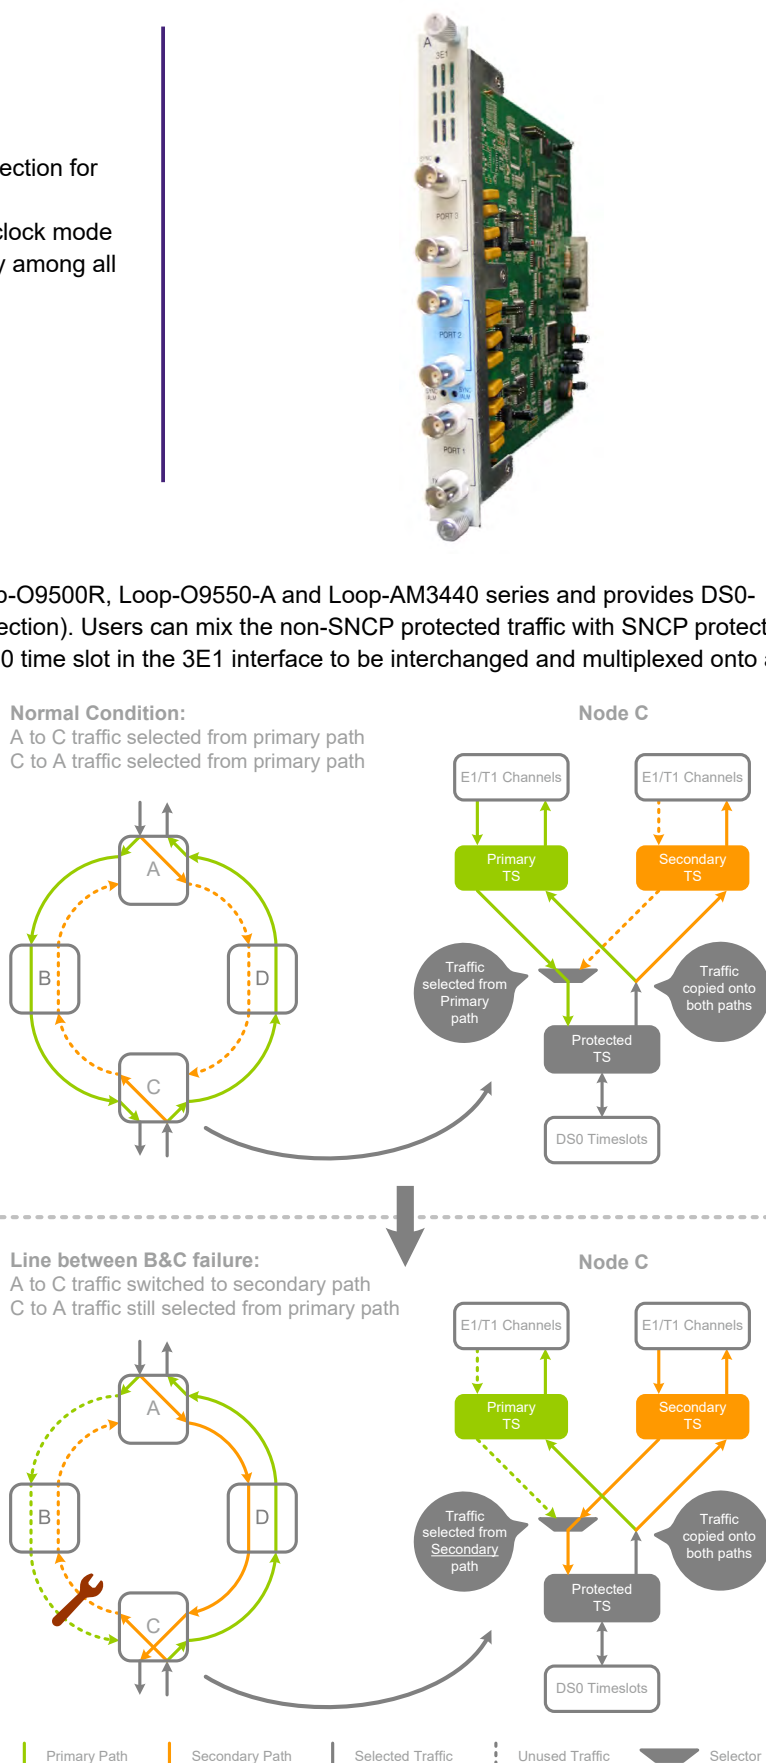 A
3E1
ection for
clock mode
y among all
PORT 3
PORT 2
SYNC
/ALM
PORT 1
o-O9500R, Loop-O9550-A and Loop-AM3440 series and provides DS0-
ection). Users can mix the non-SNCP protected traffic with SNCP protect
0 time slot in the 3E1 interface to be interchanged and multiplexed onto a
Normal Condition:
A to C traffic selected from primary path
C to A traffic selected from primary path
A
B
D
C
Node C
E1/T1 Channels
E1/T1 Channels
Primary
TS
Secondary
TS
Traffic
selected from
Primary
path
Traffic
copied onto
both paths
Protected
TS
DS0 Timeslots
Line between B&C failure:
A to C traffic switched to secondary path
C to A traffic still selected from primary path
A
B
D
C
Node C
E1/T1 Channels
E1/T1 Channels
Primary
TS
Secondary
TS
Traffic
selected from
Secondary
path
Traffic
copied onto
both paths
Protected
TS
DS0 Timeslots
Primary Path
Secondary Path
Selected Traffic
Unused Traffic
Selector